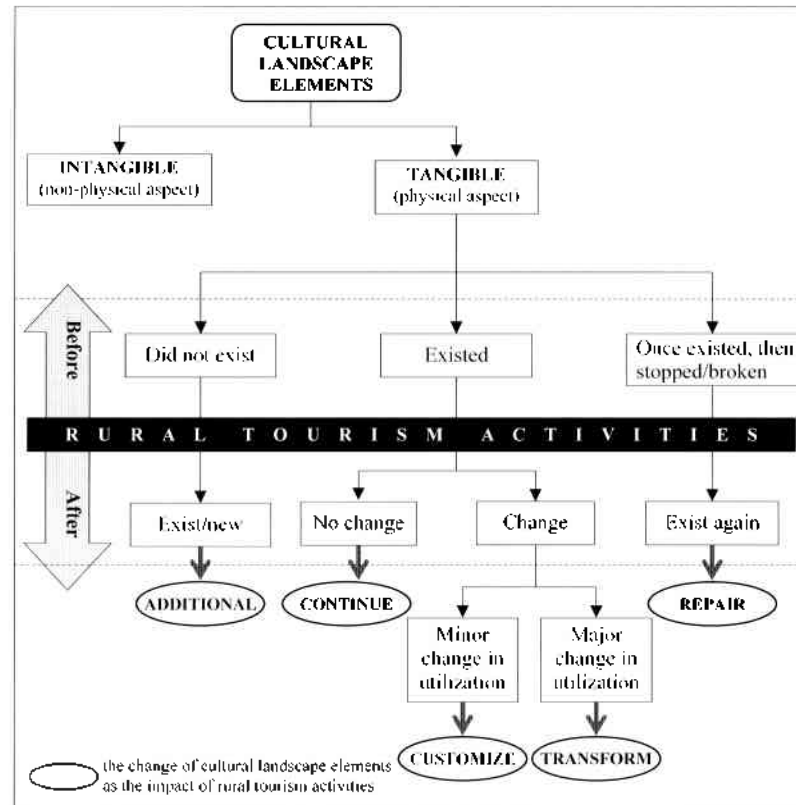 CULTURAL
LANDSCAPE
ELEMENTS
INTANGIBLE
(non-physical aspect)
TANGIBLE
(physical aspect)
Before
Did not exist
Existed
Once existed, then
stopped/broken
RURAL TOURISM ACTIVITIES
After
Exist/new
No change
Change
Exist again
ADDITIONAL
CONTINUE
REPAIR
Minor
change in
utilization
Major
change in
utilization
CUSTOMIZE
TRANSFORM
the change of cultural landscape elements
as the impact of rural tourism activities